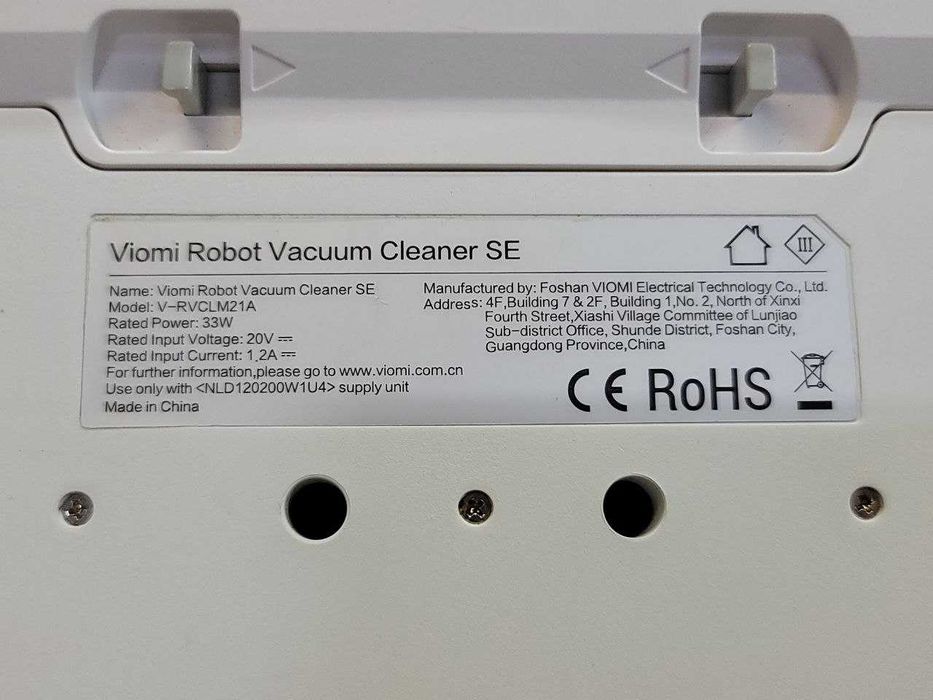 Viomi Robot Vacuum Cleaner SE
III
Name: Viomi Robot Vacuum Cleaner SE
Model: V-RVCLM21A
Rated Power: 33W
Rated Input Voltage: 20V ⎓
Rated Input Current: 1,2A ⎓
For further information,please go to www.viomi.com.cn
Use only with <NLD120200W1U4> supply unit
Made in China
Manufactured by: Foshan VIOMI Electrical Technology Co., Ltd.
Address: 4F,Building 7 & 2F, Building 1,No. 2, North of Xinxi
Fourth Street,Xiashi Village Committee of Lunjiao
Sub-district Office, Shunde District, Foshan City,
Guangdong Province,China
CE RoHS